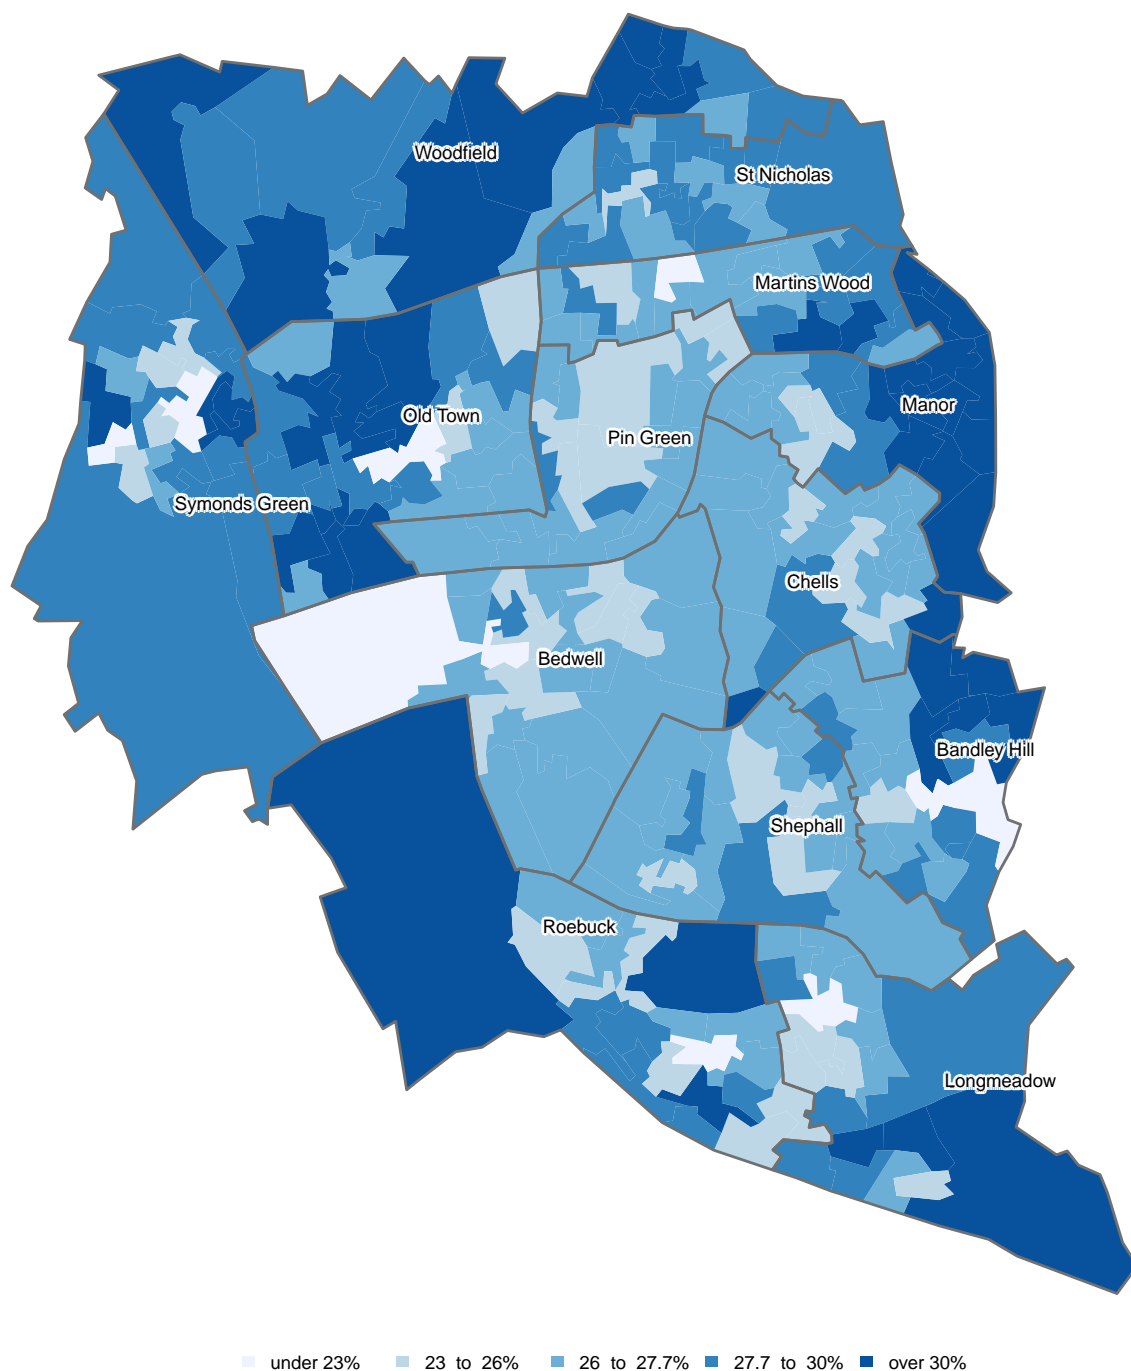 Woodfield
St Nicholas
Martins Wood
Manor
Old Town
Pin Green
Symonds Green
Chells
Bedwell
Bandley Hill
Shephall
Roebuck
Longmeadow
under 23% 23 to 26% 26 to 27.7% 27.7 to 30% over 30%